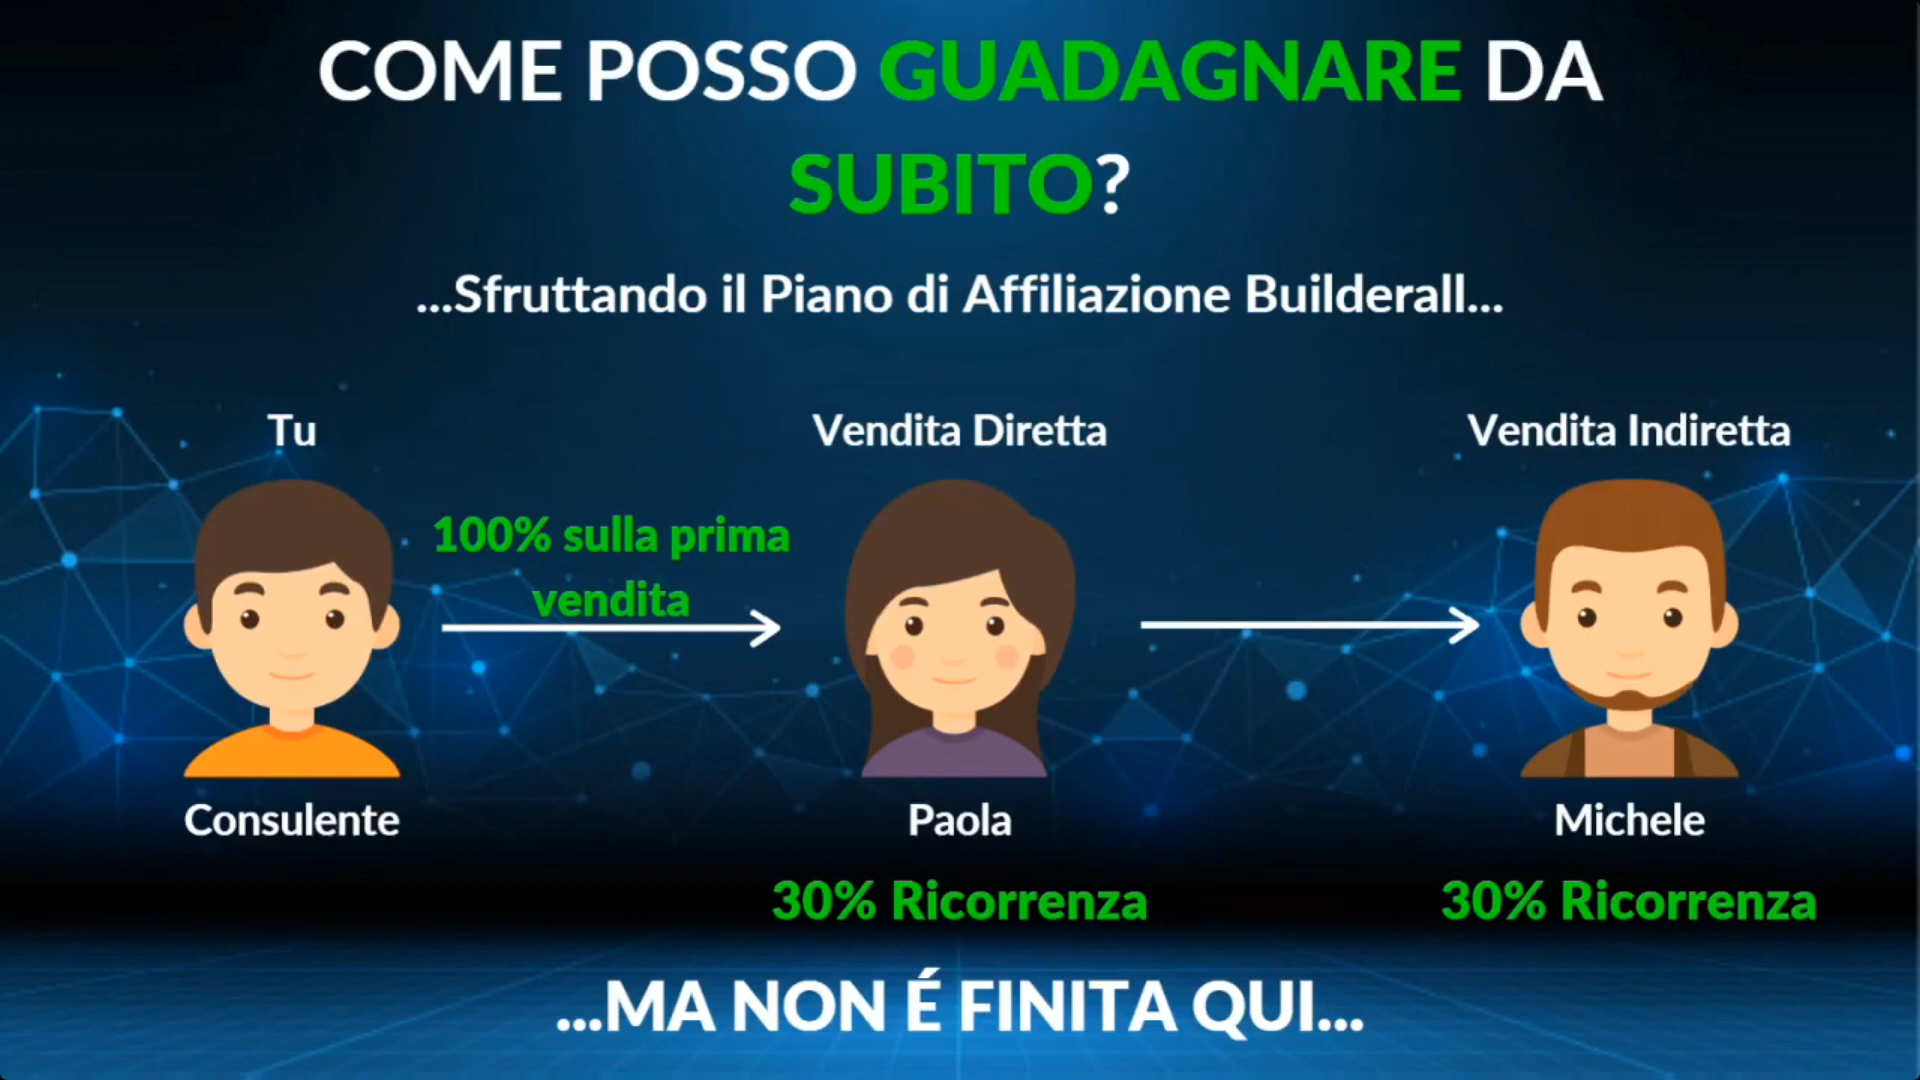 COME POSSO GUADAGNARE DA
SUBITO?
...Sfruttando il Piano di Affiliazione Builderall...
Tu
Vendita Diretta
Vendita Indiretta
100% sulla prima
vendita
Consulente
Paola
Michele
30% Ricorrenza
30% Ricorrenza
...MA NON É FINITA QUI...